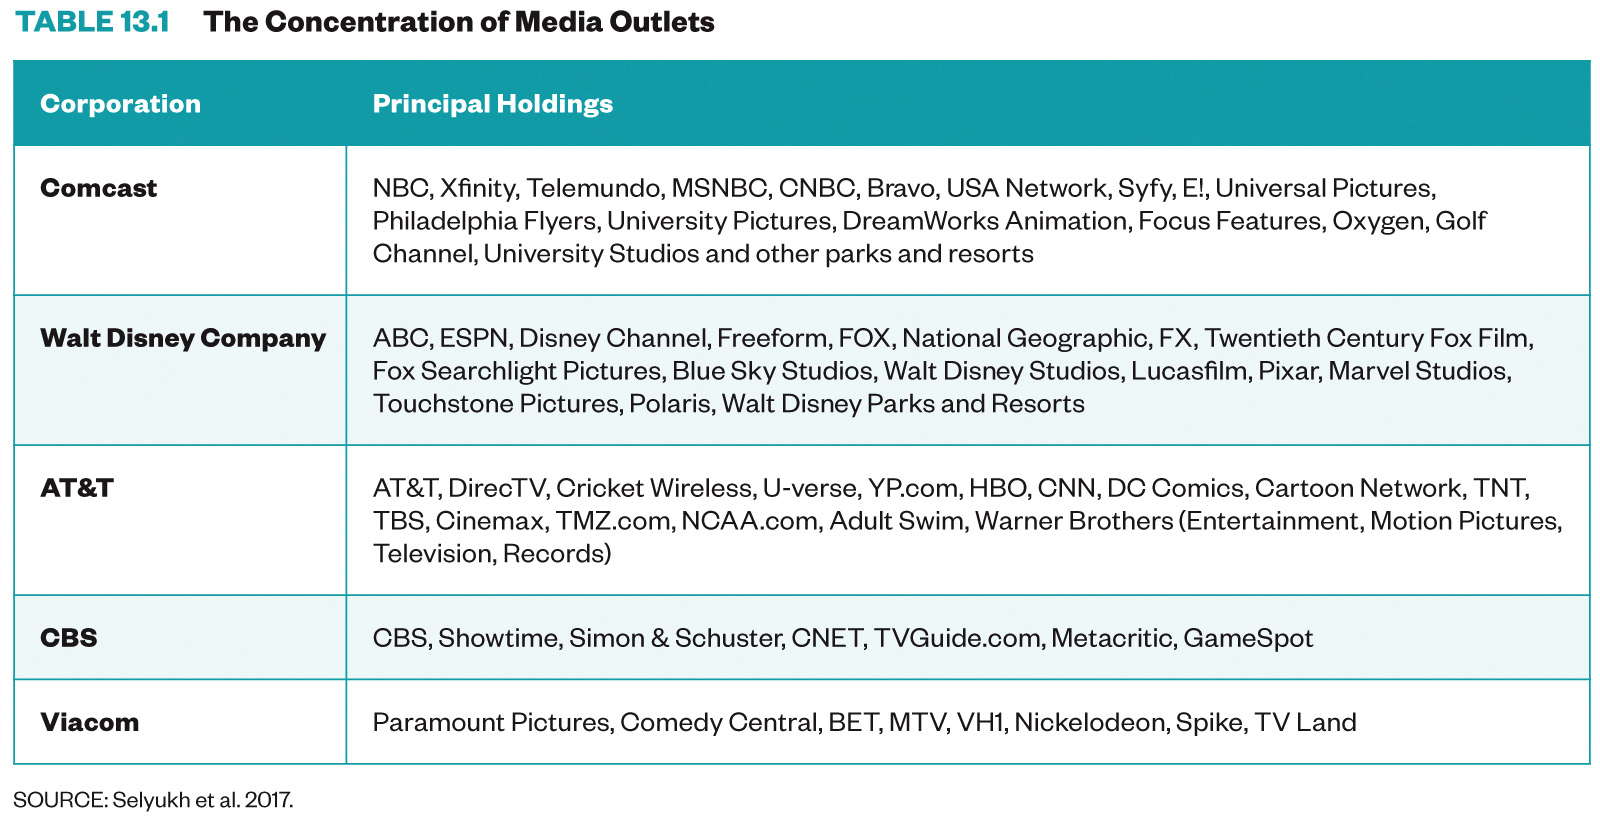 TABLE 13.1 The Concentration of Media Outlets
Corporation Principal Holdings
Comcast NBC, Xfinity, Telemundo, MSNBC, CNBC, Bravo, USA Network, Syfy, E!, Universal Pictures,
Philadelphia Flyers, University Pictures, DreamWorks Animation, Focus Features, Oxygen, Golf
Channel, University Studios and other parks and resorts
Walt Disney Company ABC, ESPN, Disney Channel, Freeform, FOX, National Geographic, FX, Twentieth Century Fox Film,
Fox Searchlight Pictures, Blue Sky Studios, Walt Disney Studios, Lucasfilm, Pixar, Marvel Studios,
Touchstone Pictures, Polaris, Walt Disney Parks and Resorts
AT&T AT&T, DirecTV, Cricket Wireless, U-verse, YP.com, HBO, CNN, DC Comics, Cartoon Network, TNT,
TBS, Cinemax, TMZ.com, NCAA.com, Adult Swim, Warner Brothers (Entertainment, Motion Pictures,
Television, Records)
CBS CBS, Showtime, Simon & Schuster, CNET, TVGuide.com, Metacritic, GameSpot
Viacom Paramount Pictures, Comedy Central, BET, MTV, VH1, Nickelodeon, Spike, TV Land
SOURCE: Selyukh et al. 2017.